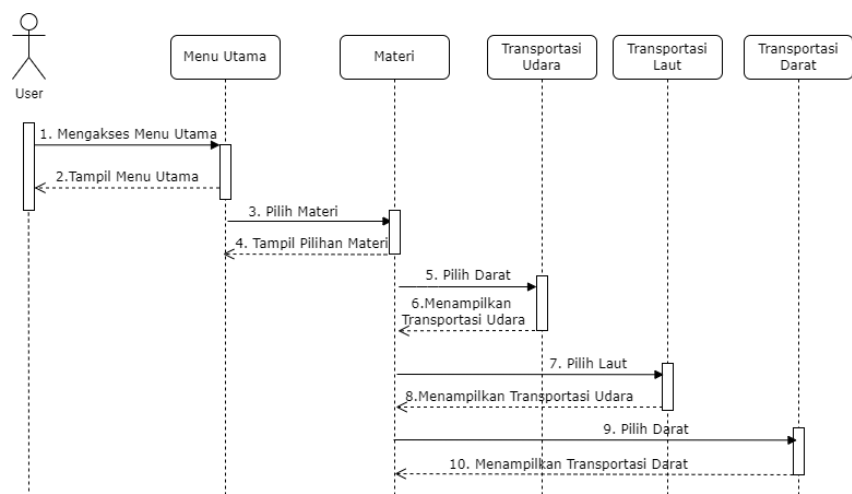 User
Menu Utama
Materi
Transportasi
Udara
Transportasi
Laut
Transportasi
Darat
1. Mengakses Menu Utama
2.Tampil Menu Utama
3. Pilih Materi
4. Tampil Pilihan Materi
5. Pilih Darat
6.Menampilkan
Transportasi Udara
7. Pilih Laut
8.Menampilkan Transportasi Udara
9. Pilih Darat
10. Menampilkan Transportasi Darat